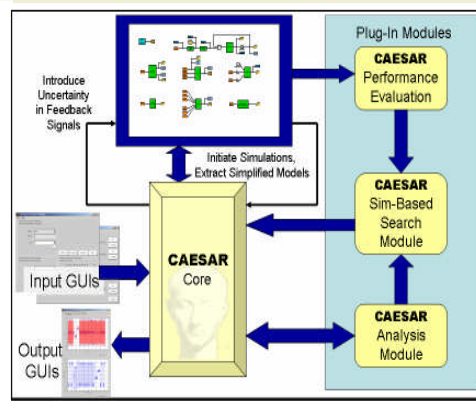 Plug-In Modules
CAESAR
Performance
Evaluation
Introduce
Uncertainty
in Feedback
Signals
Initiate Simulations,
Extract Simplified Models
CAESAR
Sim-Based
Search
Module
CAESAR
Core
Input GUIs
Output
GUIs
CAESAR
Analysis
Module